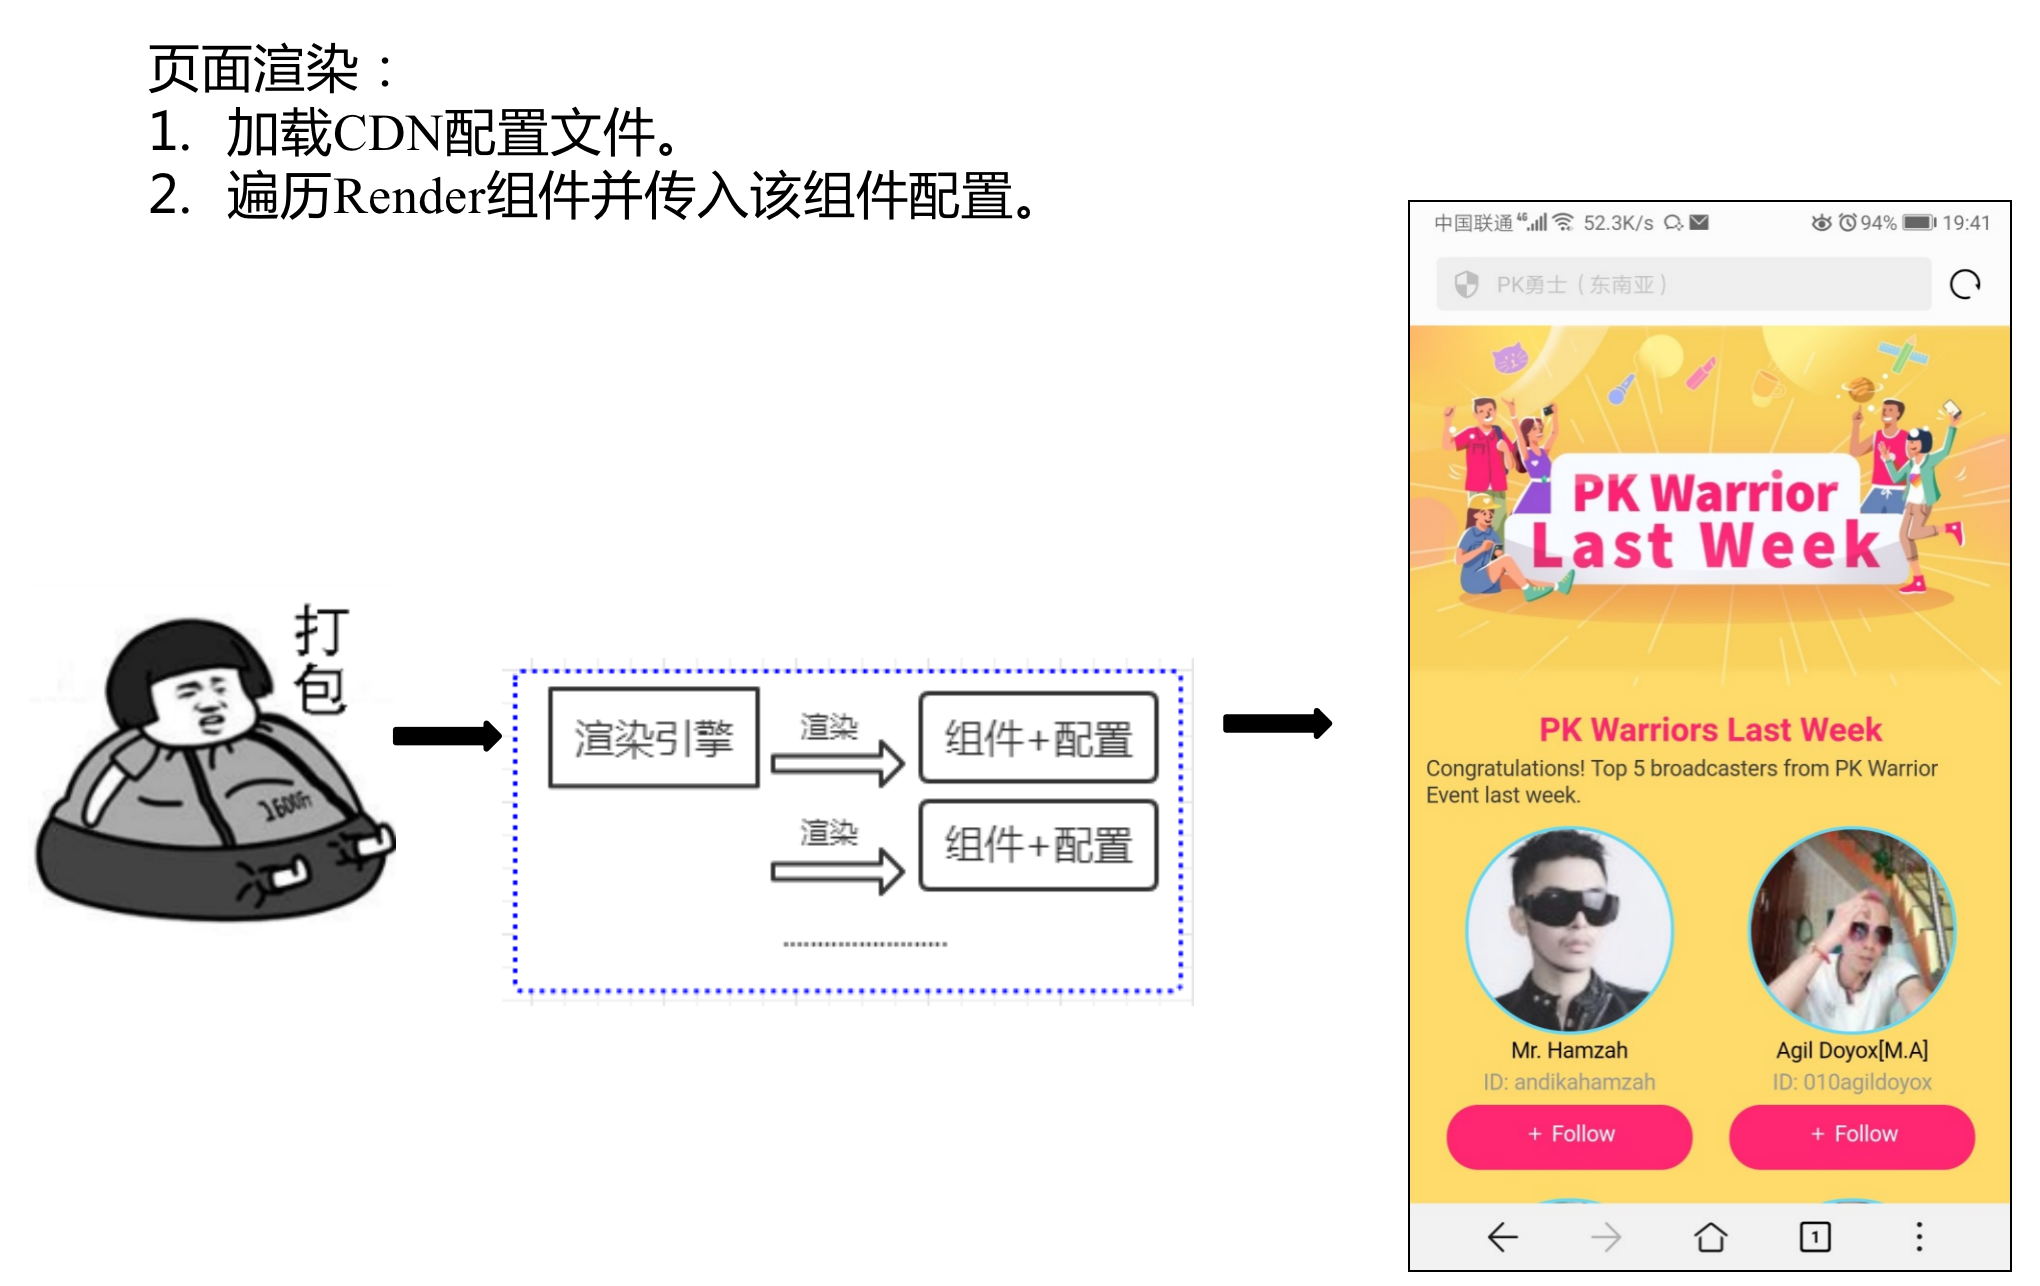 页面渲染：
1. 加载CDN配置文件。
2. 遍历Render组件并传入该组件配置。
打
包
渲染引擎
渲染
组件+配置
渲染
组件+配置
中国联通 4G 52.3K/s 94% 19:41
PK勇士（东南亚）
PK Warrior
Last Week
PK Warriors Last Week
Congratulations! Top 5 broadcasters from PK Warrior
Event last week.
Mr. Hamzah
ID: andikahamzah
+ Follow
Agil Doyox[M.A]
ID: 010agildoyox
+ Follow
1